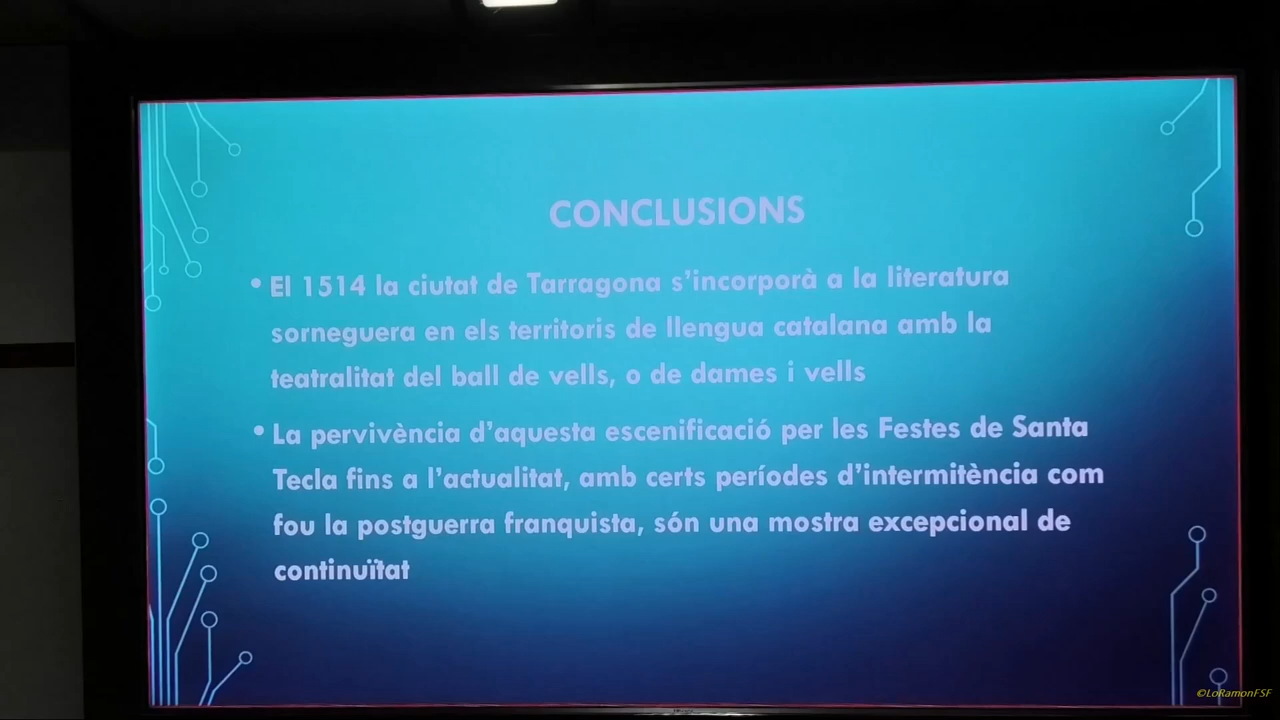 CONCLUSIONS
• El 1514 la ciutat de Tarragona s'incorporà a la literatura
sorneguera en els territoris de llengua catalana amb la
teatralitat del ball de vells, o de dames i vells
• La pervivència d'aquesta escenificació per les Festes de Santa
Tecla fins a l'actualitat, amb certs períodes d'intermitència com
fou la postguerra franquista, són una mostra excepcional de
continuïtat
©LoRamonFSF